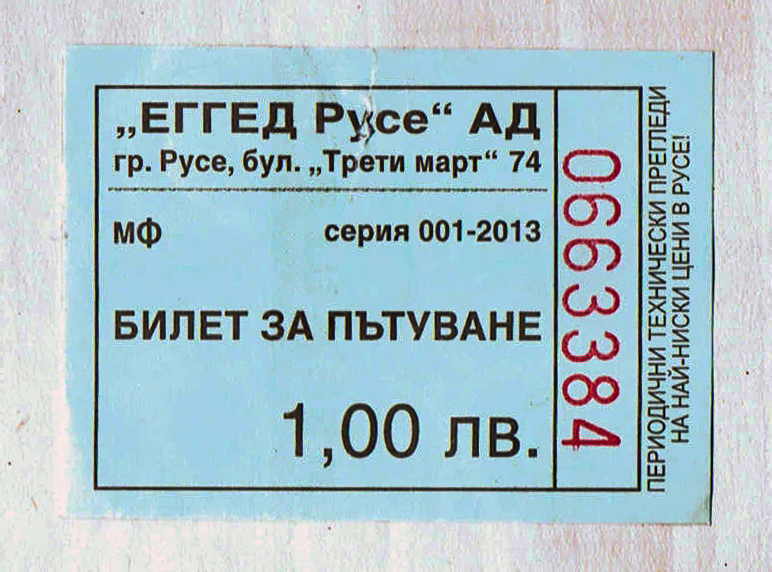 „ЕГГЕД Русе“ АД
гр. Русе, бул. „Трети март“ 74
МФ серия 001-2013
БИЛЕТ ЗА ПЪТУВАНЕ
1,00 ЛВ.
0663384
ПЕРИОДИЧНИ ТЕХНИЧЕСКИ ПРЕГЛЕДИ
НА НАЙ-НИСКИ ЦЕНИ В РУСЕ!